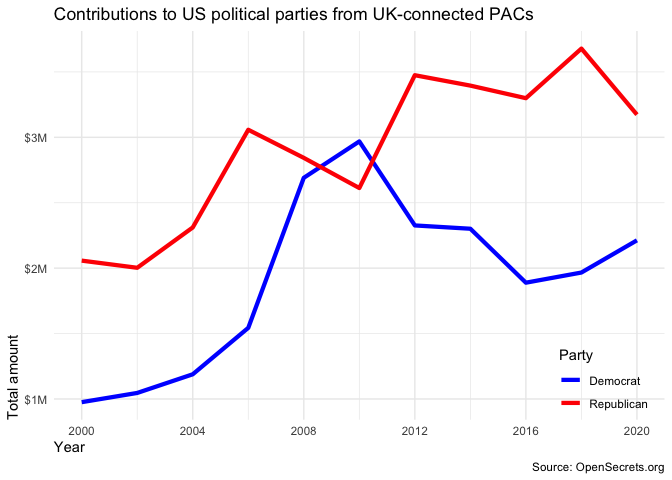 Contributions to US political parties from UK-connected PACs
$3M
$2M
$1M
Total amount
2000 2004 2008 2012 2016 2020
Year
Party
Democrat
Republican
Source: OpenSecrets.org